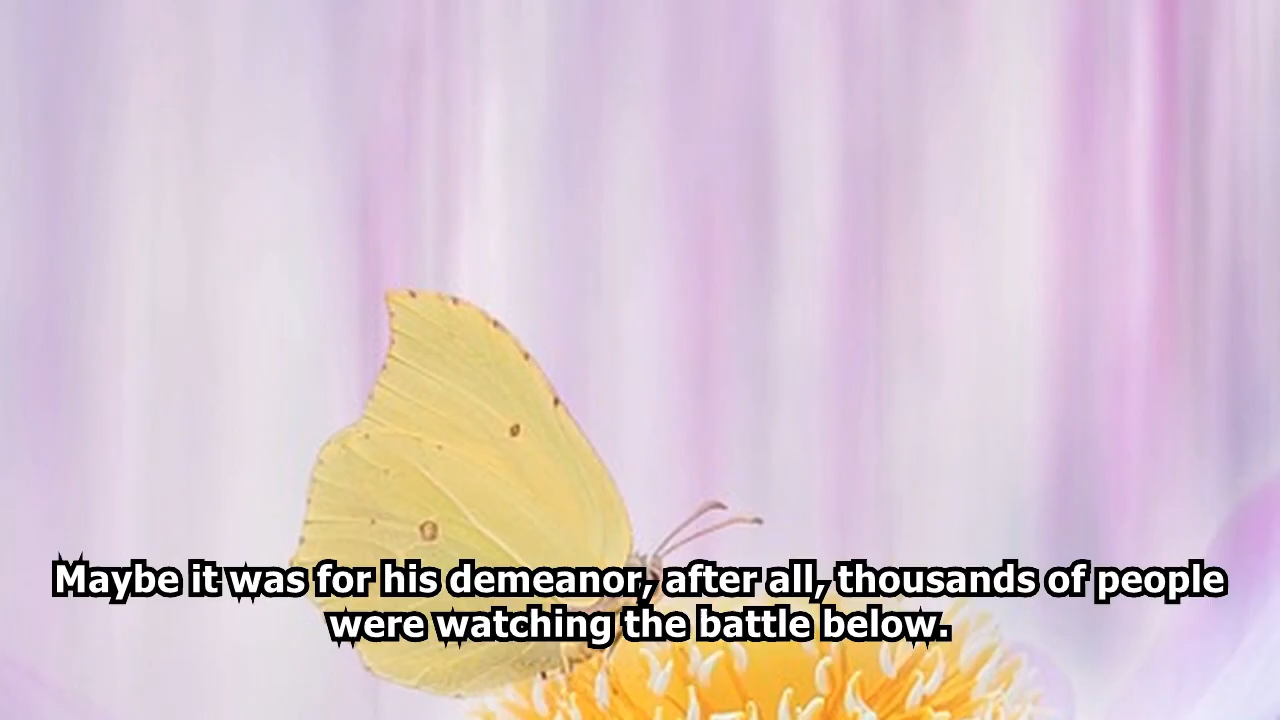 Maybe it was for his demeanor, after all, thousands of people
were watching the battle below.